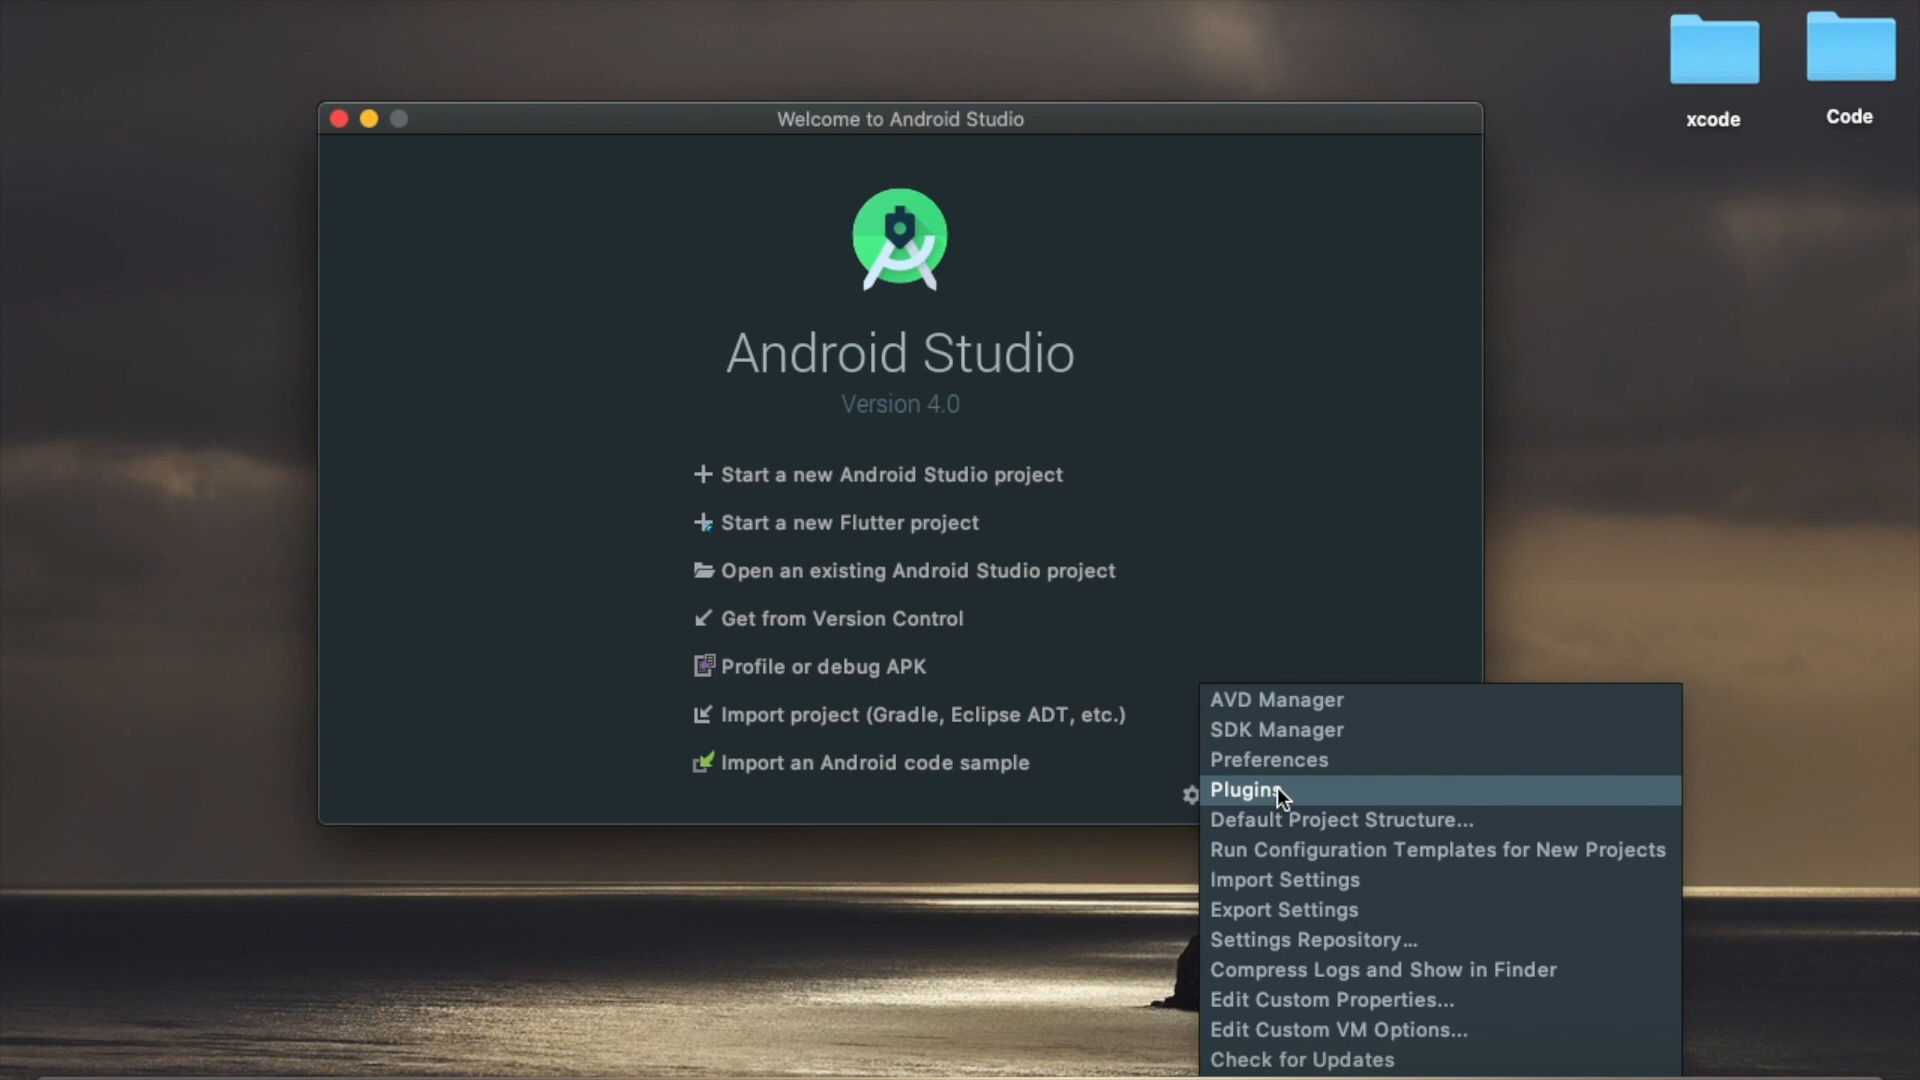 xcode
Code
Welcome to Android Studio
Android Studio
Version 4.0
Start a new Android Studio project
Start a new Flutter project
Open an existing Android Studio project
Get from Version Control
Profile or debug APK
Import project (Gradle, Eclipse ADT, etc.)
Import an Android code sample
AVD Manager
SDK Manager
Preferences
Plugins
Default Project Structure...
Run Configuration Templates for New Projects
Import Settings
Export Settings
Settings Repository...
Compress Logs and Show in Finder
Edit Custom Properties...
Edit Custom VM Options...
Check for Updates